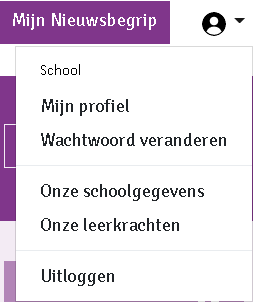 Mijn Nieuwsbegrip
School
Mijn profiel
Wachtwoord veranderen
Onze schoolgegevens
Onze leerkrachten
Uitloggen